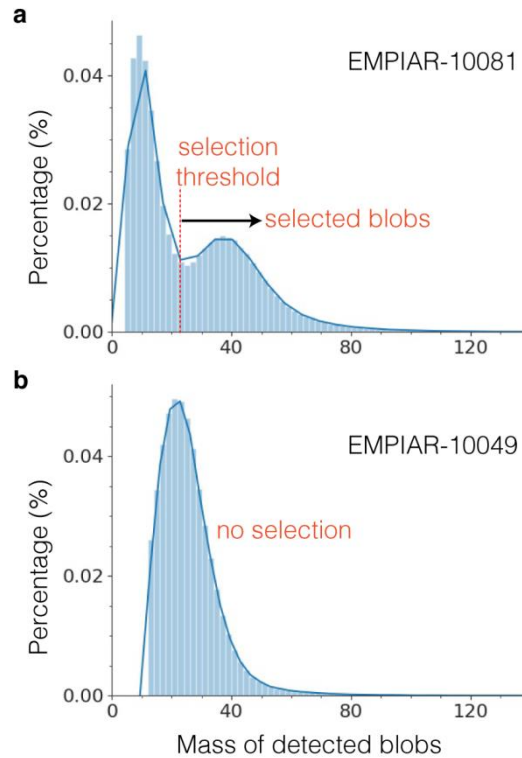 a
EMPIAR-10081
selection
threshold
selected blobs
Percentage (%)
0.04
0.02
0.00
0
40
80
120
b
EMPIAR-10049
no selection
Percentage (%)
0.04
0.02
0.00
0
40
80
120
Mass of detected blobs